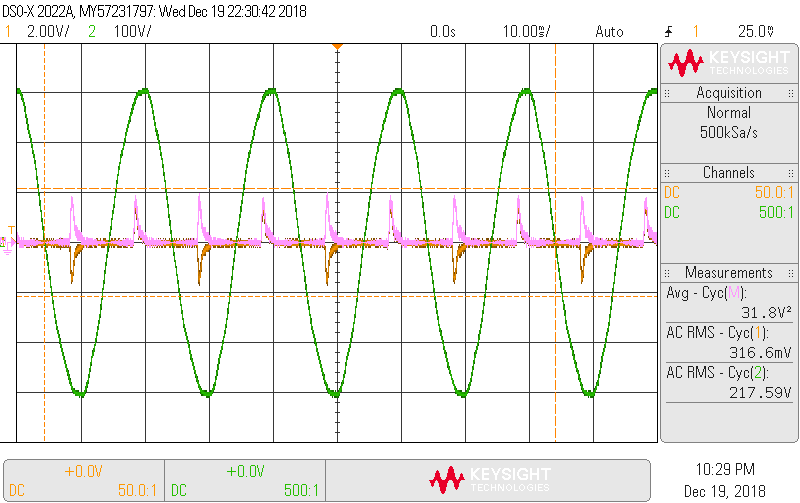 DSO-X 2022A, MY57231797: Wed Dec 19 22:30:42 2018
1 2.00V/ 2 100V/ 0.0s 10.00ms/ Auto 1 25.0m
KEYSIGHT
TECHNOLOGIES
Acquisition
Normal
500kSa/s
Channels
DC 50.0:1
DC 500:1
Measurements
Avg - Cyc(M):
31.8V²
AC RMS - Cyc(1):
316.6mV
AC RMS - Cyc(2):
217.59V
+0.0V
DC 50.0:1
+0.0V
DC 500:1
KEYSIGHT
TECHNOLOGIES
10:29 PM
Dec 19, 2018